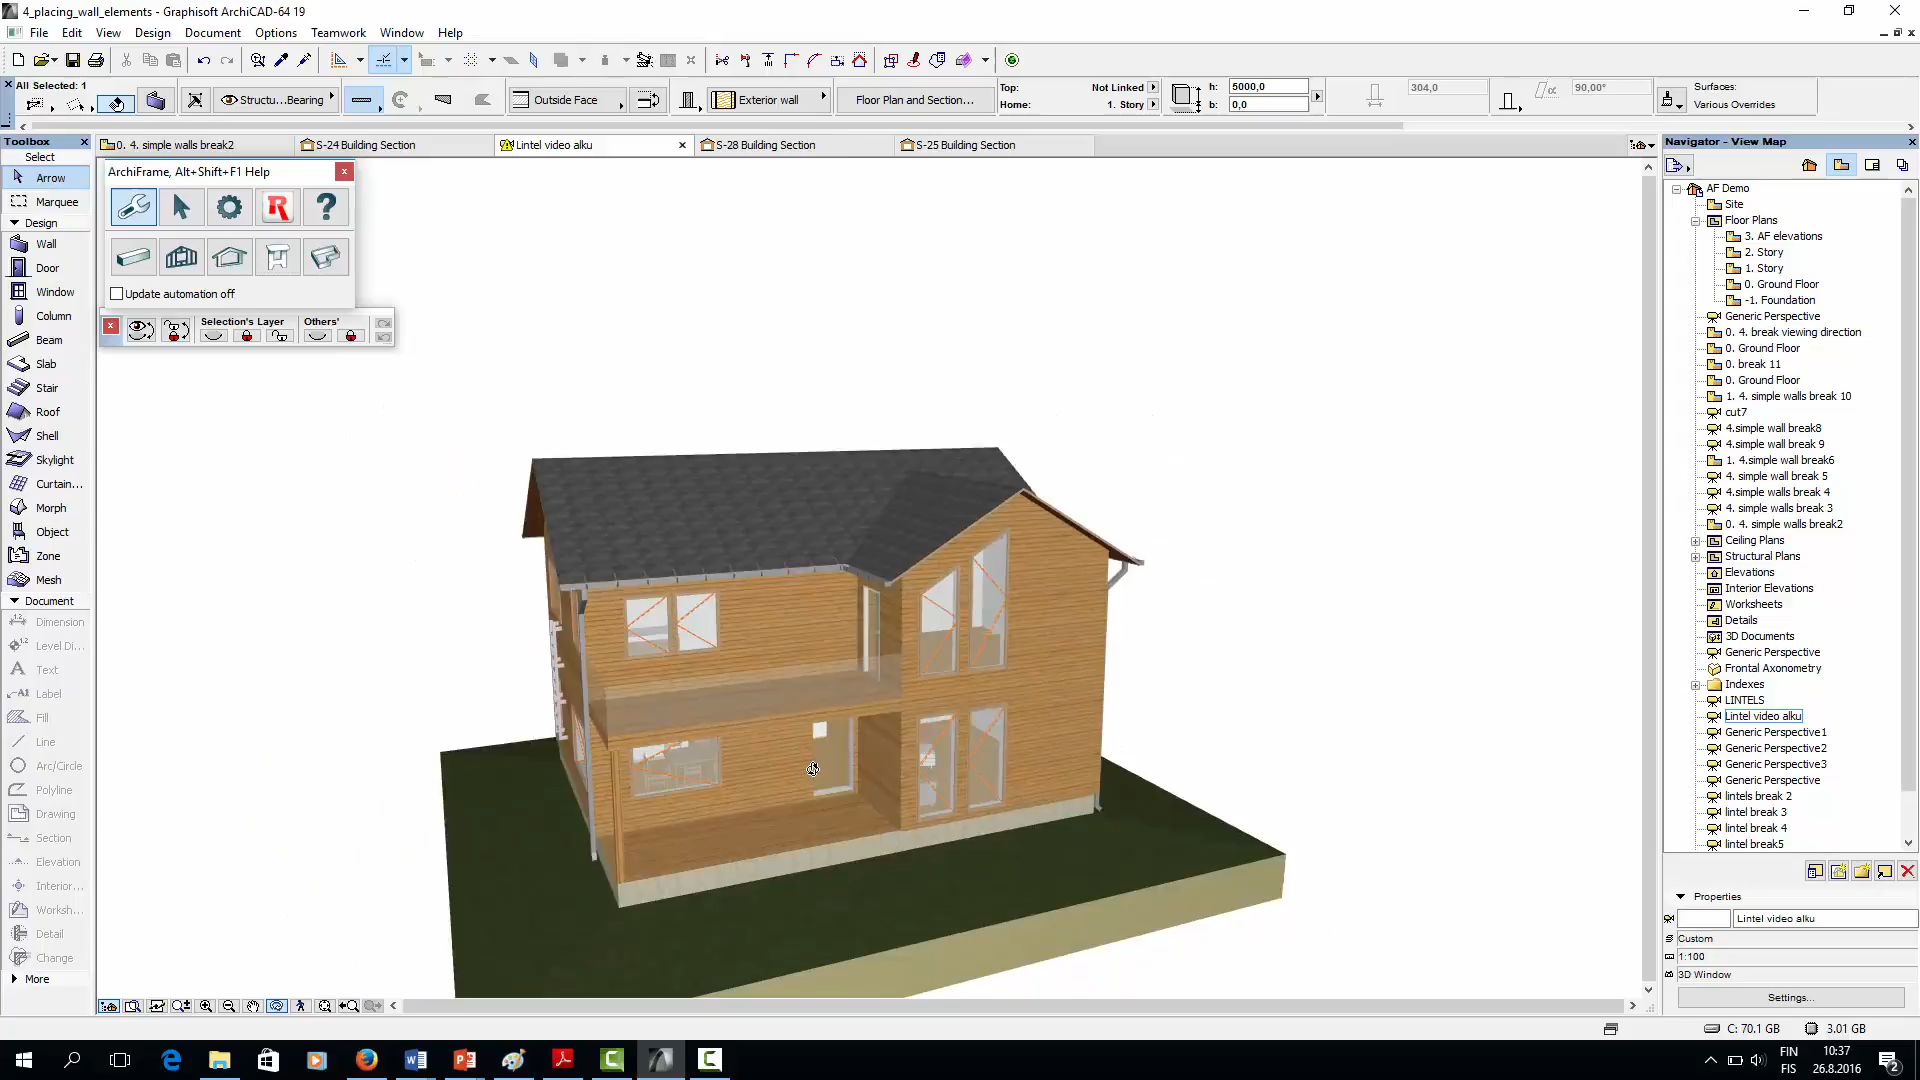 4_placing_wall_elements - Graphisoft ArchiCAD-64 19
File Edit View Design Document Options Teamwork Window Help
All Selected: 1
Structu...Bearing
Outside Face
Exterior wall
Floor Plan and Section...
Top: Not Linked
Home: 1. Story
h: 5000,0
b: 0,0
304,0
90,00°
Surfaces:
Various Overrides
Toolbox
Select
Arrow
Marquee
Design
Wall
Door
Window
Column
Beam
Slab
Stair
Roof
Shell
Skylight
Curtain...
Morph
Object
Zone
Mesh
Document
Dimension
Level Di...
Text
Label
Fill
Line
Arc/Circle
Polyline
Drawing
Section
Elevation
Interior...
Worksh...
Detail
Change
More
0. 4. simple walls break2
S-24 Building Section
Lintel video alku
S-28 Building Section
S-25 Building Section
ArchiFrame, Alt+Shift+F1 Help
Update automation off
Selection's Layer Others'
Navigator - View Map
AF Demo
Site
Floor Plans
3. AF elevations
2. Story
1. Story
0. Ground Floor
-1. Foundation
Generic Perspective
0. 4. break viewing direction
0. Ground Floor
0. break 11
0. Ground Floor
1. 4. simple walls break 10
cut7
4.simple wall break8
4.simple wall break 9
1. 4.simple wall break6
4. simple walls break 5
4.simple walls break 4
4. simple walls break 3
0. 4. simple walls break2
Ceiling Plans
Structural Plans
Elevations
Interior Elevations
Worksheets
Details
3D Documents
Generic Perspective
Frontal Axonometry
Indexes
LINTELS
Lintel video alku
Generic Perspective1
Generic Perspective2
Generic Perspective3
Generic Perspective
lintels break 2
lintel break 3
lintel break 4
lintel break5
Properties
Lintel video alku
Custom
1:100
3D Window
Settings...
C: 70.1 GB
3.01 GB
FIN 10:37
FIS 26.8.2016
2